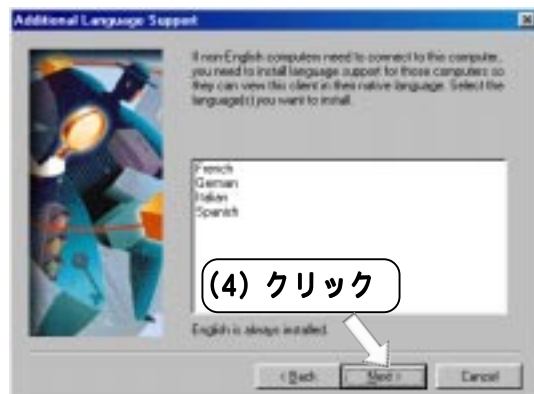 Additional Language Support
If non-English computers need to connect to this computer,
you need to install language support for those computers so
they can view this client in their native language. Select the
language(s) you want to install.
French
German
Italian
Spanish
(4) クリック
English is always installed.
< Back
Next >
Cancel